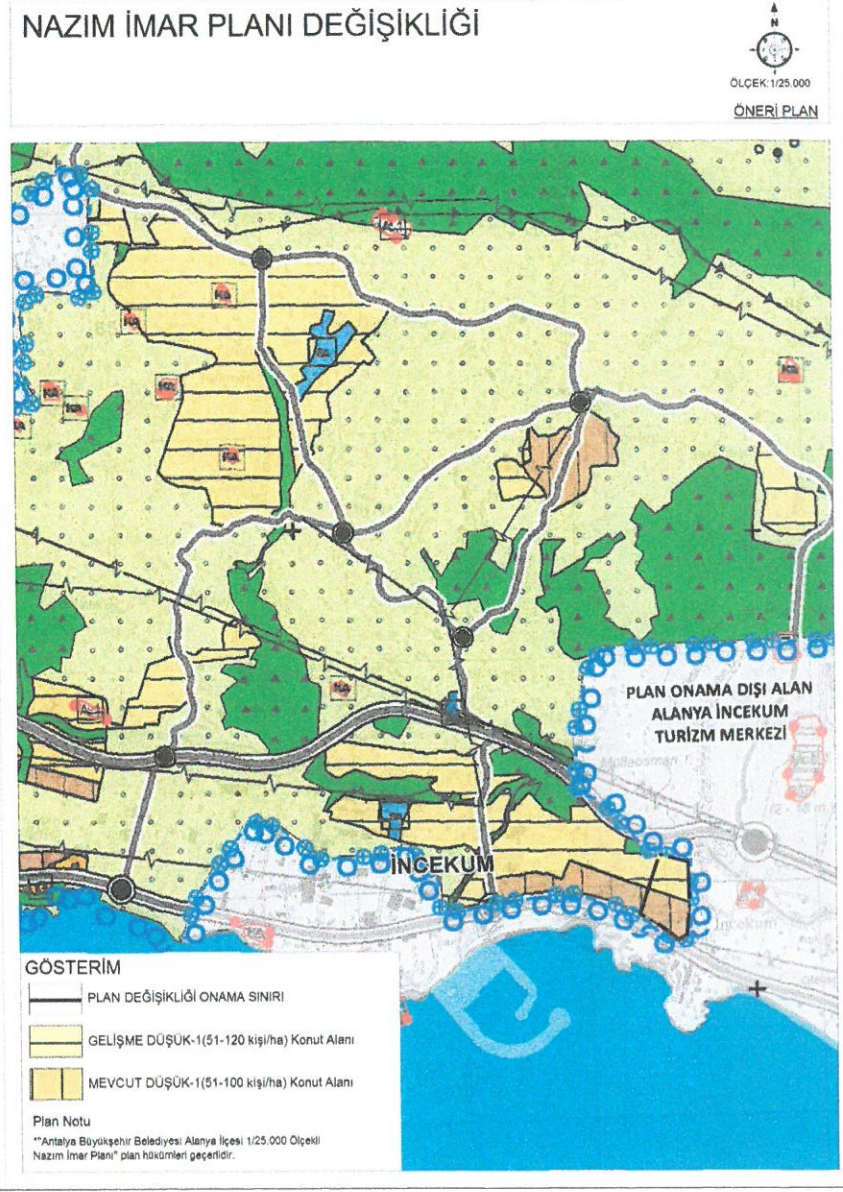 NAZIM İMAR PLANI DEĞİŞİKLİĞİ
N
ÖLÇEK:1/25.000
ÖNERİ PLAN
PLAN ONAMA DIŞI ALAN
ALANYA İNCEKUM
TURİZM MERKEZİ
İNCEKUM
İncekum
GÖSTERİM
PLAN DEĞİŞİKLİĞİ ONAMA SINIRI
GELİŞME DÜŞÜK-1(51-120 kişi/ha) Konut Alanı
MEVCUT DÜŞÜK-1(51-100 kişi/ha) Konut Alanı
Plan Notu
*"Antalya Büyükşehir Belediyesi Alanya İlçesi 1/25.000 Ölçekli
Nazım İmar Planı" plan hükümleri geçerlidir.